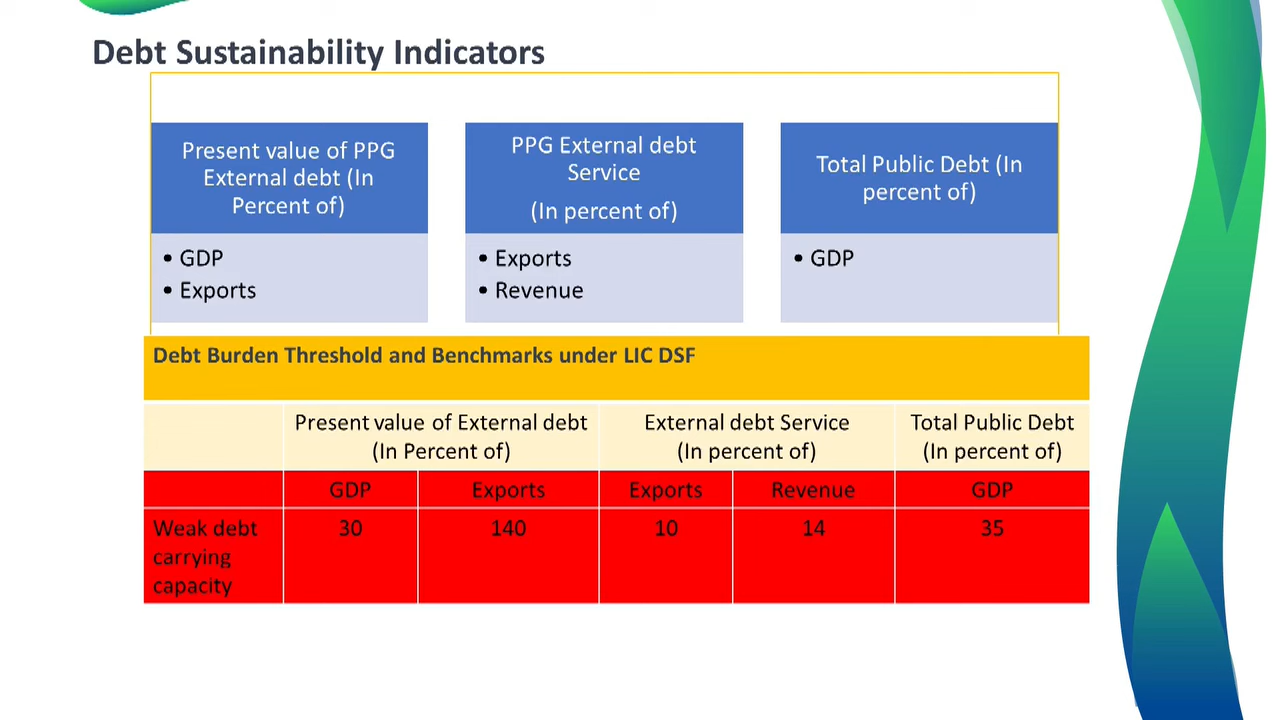 Debt Sustainability Indicators
Present value of PPG
External debt (In
Percent of)
• GDP
• Exports
PPG External debt
Service
(In percent of)
• Exports
• Revenue
Total Public Debt (In
percent of)
• GDP
Debt Burden Threshold and Benchmarks under LIC DSF
Present value of External debt
(In Percent of)
External debt Service
(In percent of)
Total Public Debt
(In percent of)
GDP
Exports
Exports
Revenue
GDP
Weak debt
carrying
capacity
30
140
10
14
35